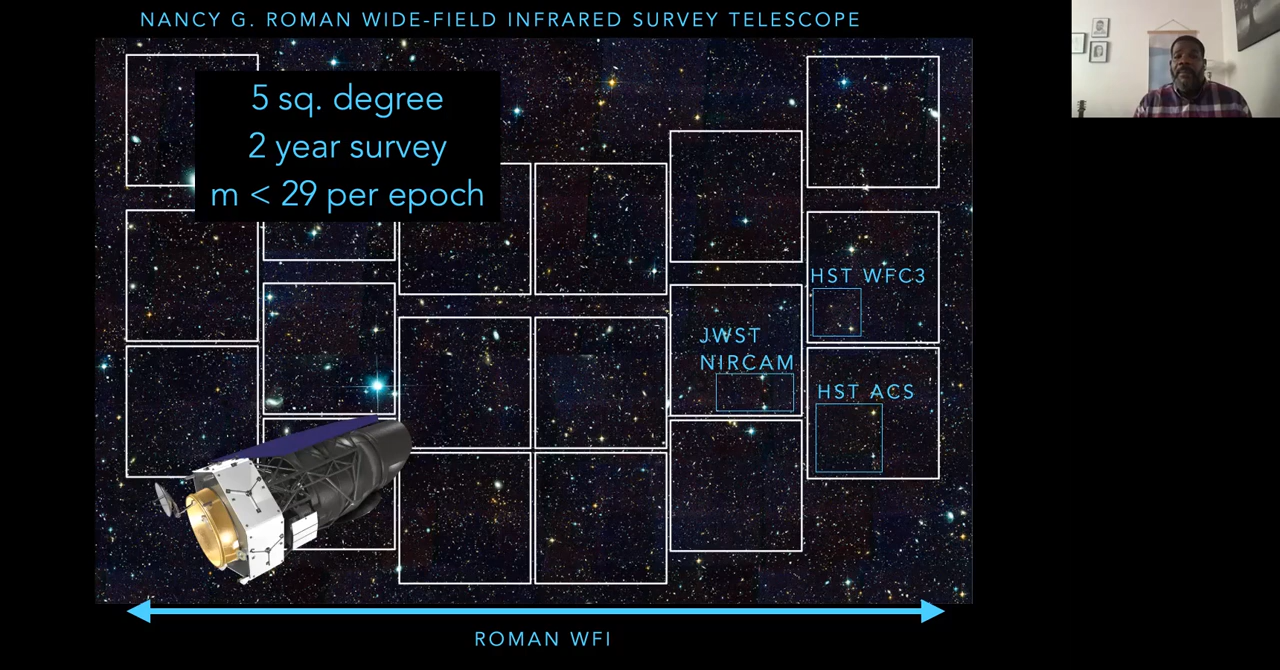 NANCY G. ROMAN WIDE-FIELD INFRARED SURVEY TELESCOPE
5 sq. degree
2 year survey
m < 29 per epoch
HST WFC3
JWST
NIRCAM
HST ACS
ROMAN WFI